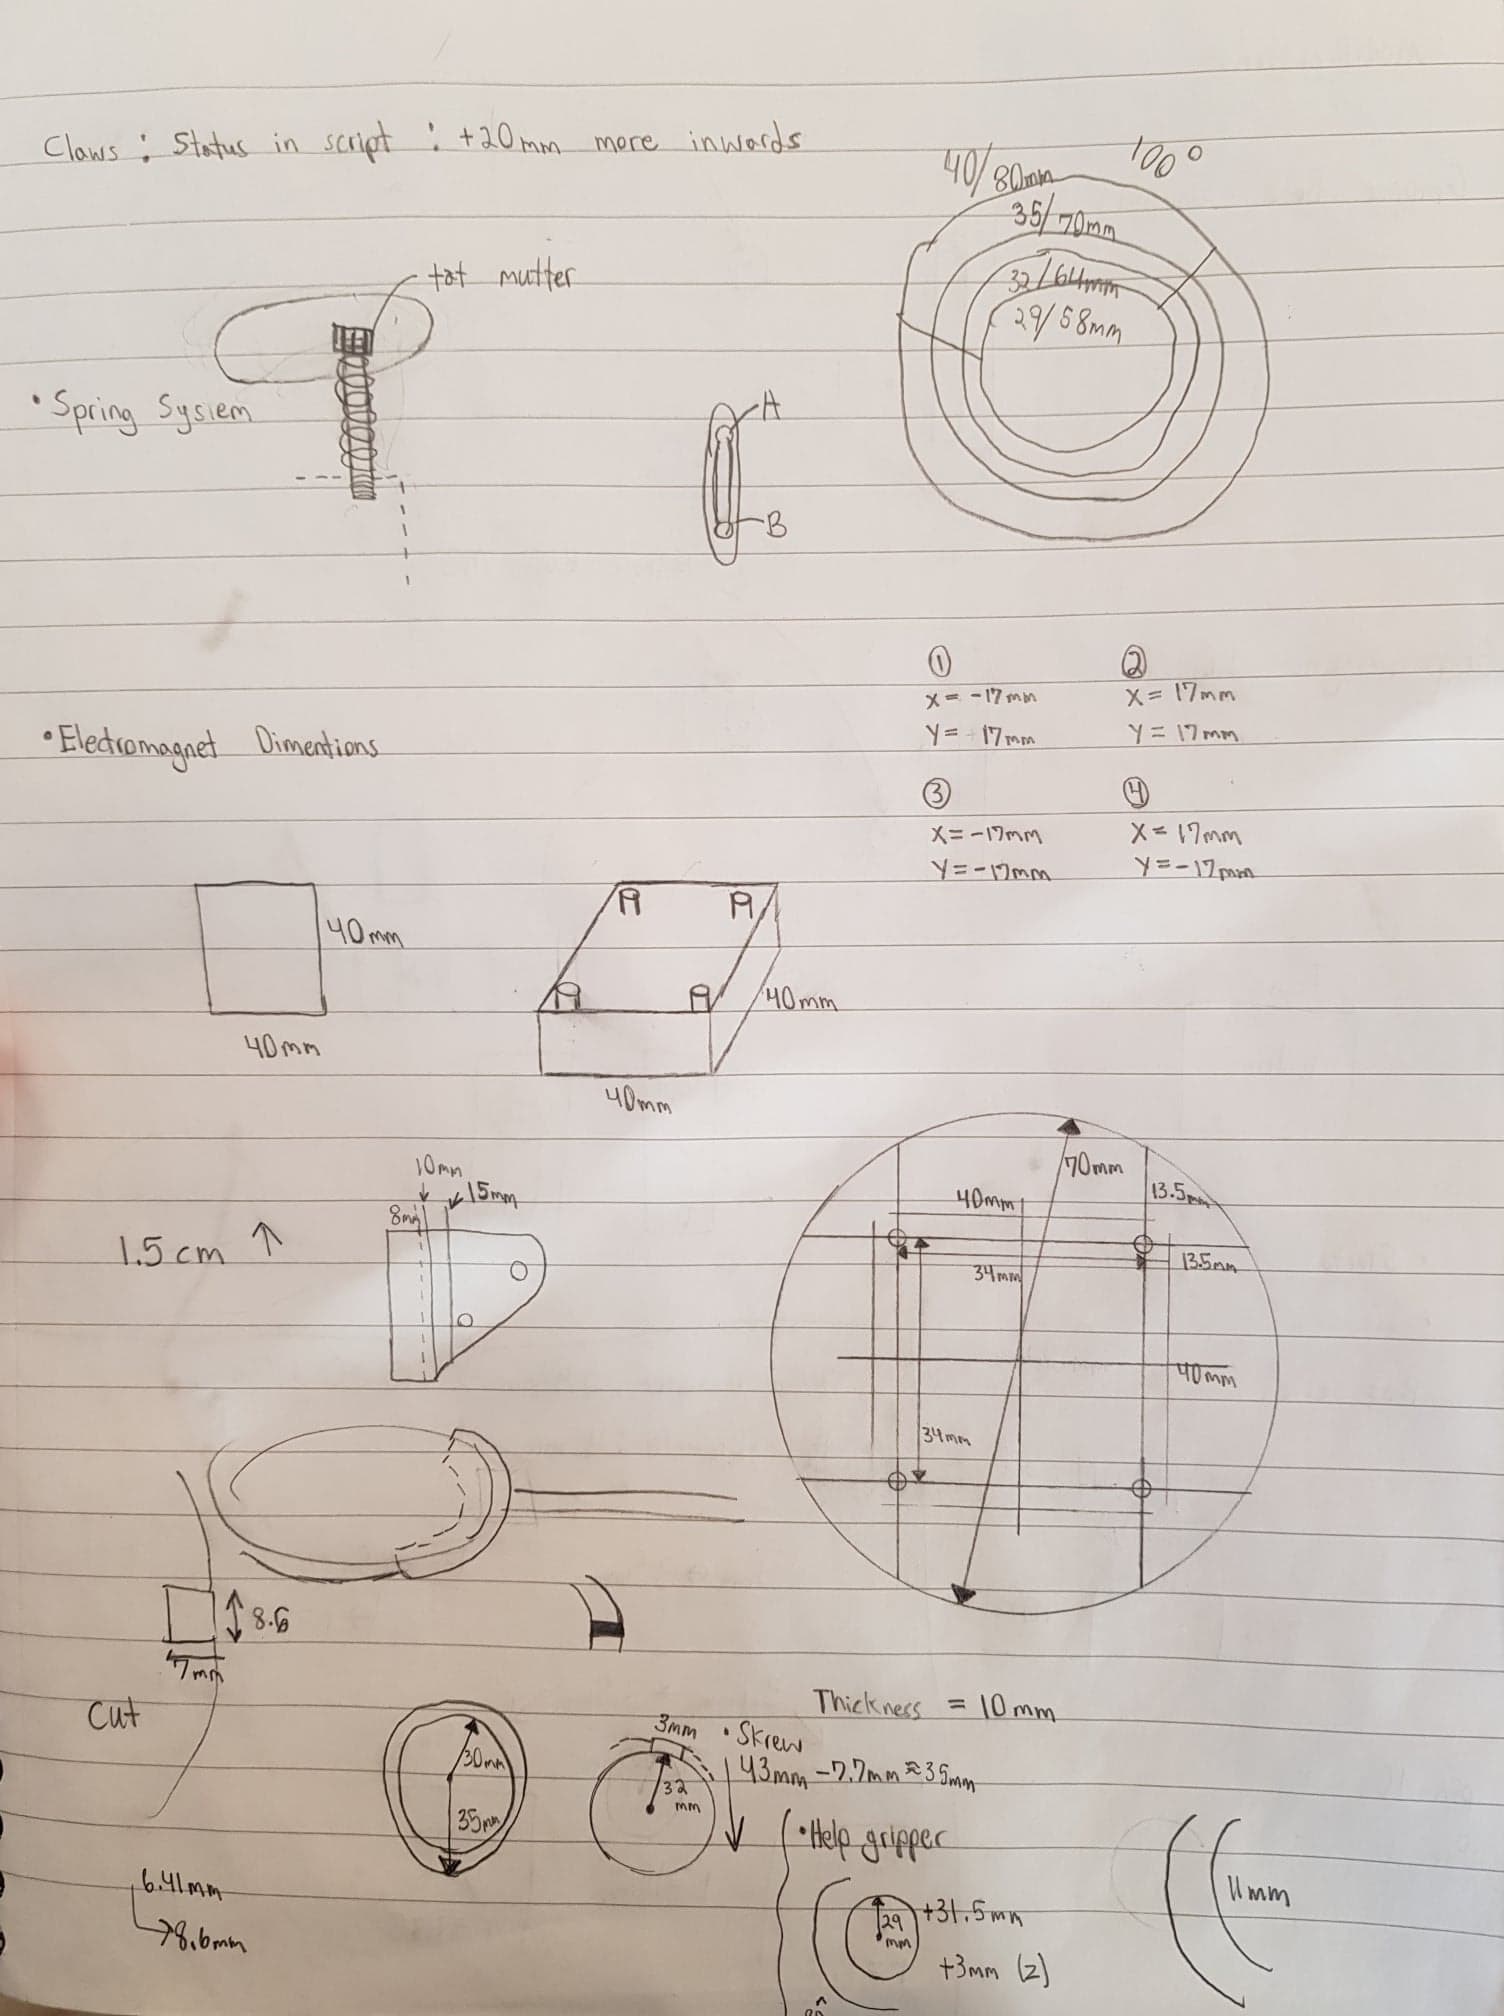 Claws : Status in script : +20mm more inwards
40/80mm
100°
35/70mm
32/64mm
29/58mm
tat mutter
• Spring System
A
B
① ②
X = -17mm X = 17mm
Y = 17mm Y = 17mm
③ ④
X = -17mm X = 17mm
Y = -17mm Y = -17mm
• Electromagnet Dimentions
40mm
40mm
40mm
40mm
10mm
15mm
8mm
1.5 cm ↑
70mm
40mm
13.5mm
13.5mm
34mm
40mm
34mm
8.6
7mm
Cut
Thickness = 10mm
30mm
35mm
3mm
32 mm
• Skrew
43mm - 7.7mm ≈ 35mm
• Help gripper
29 mm
+31.5mm
+3mm (z)
11mm
6.41mm
→ 8.6mm